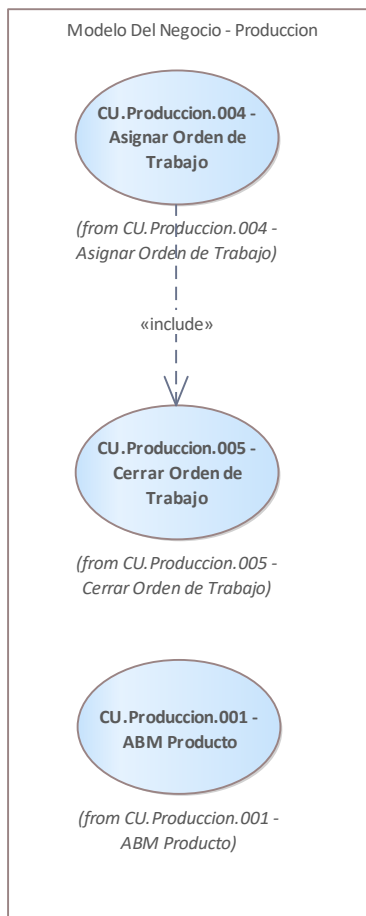 Modelo Del Negocio - Produccion
CU.Produccion.004 -
Asignar Orden de
Trabajo
(from CU.Produccion.004 -
Asignar Orden de Trabajo)
«include»
CU.Produccion.005 -
Cerrar Orden de
Trabajo
(from CU.Produccion.005 -
Cerrar Orden de Trabajo)
CU.Produccion.001 -
ABM Producto
(from CU.Produccion.001 -
ABM Producto)